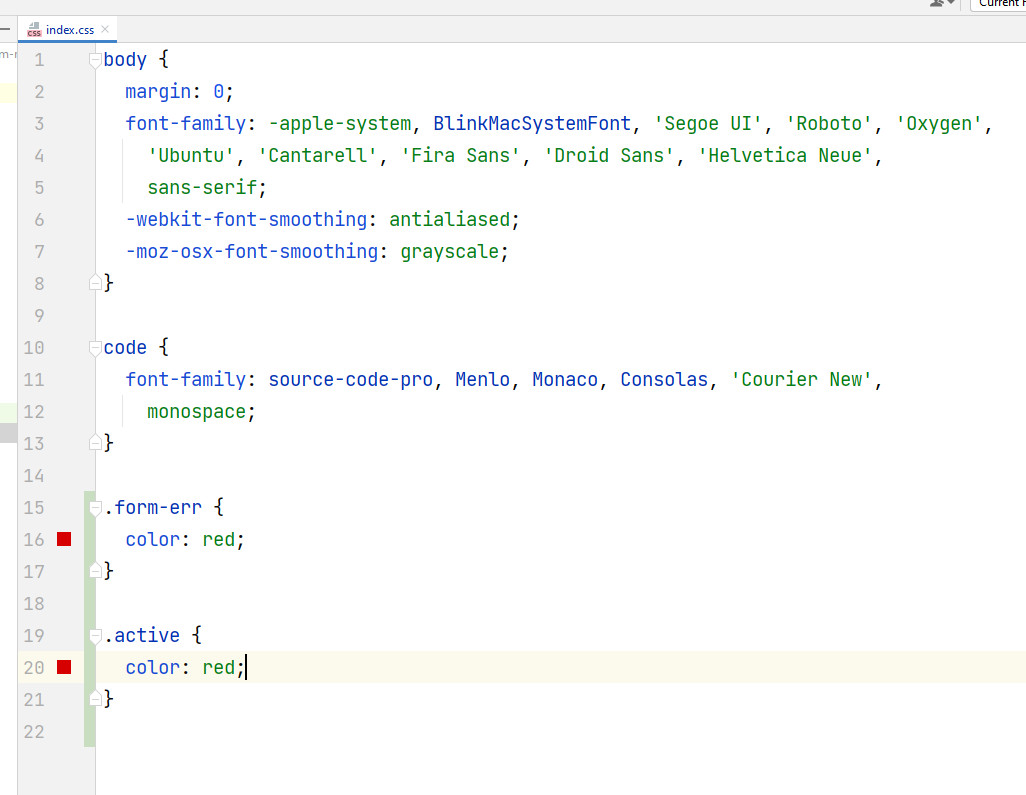 Current
css index.css
m-r
1 body {
2 margin: 0;
3 font-family: -apple-system, BlinkMacSystemFont, 'Segoe UI', 'Roboto', 'Oxygen',
4 'Ubuntu', 'Cantarell', 'Fira Sans', 'Droid Sans', 'Helvetica Neue',
5 sans-serif;
6 -webkit-font-smoothing: antialiased;
7 -moz-osx-font-smoothing: grayscale;
8 }
9
10 code {
11 font-family: source-code-pro, Menlo, Monaco, Consolas, 'Courier New',
12 monospace;
13 }
14
15 .form-err {
16 color: red;
17 }
18
19 .active {
20 color: red;
21 }
22